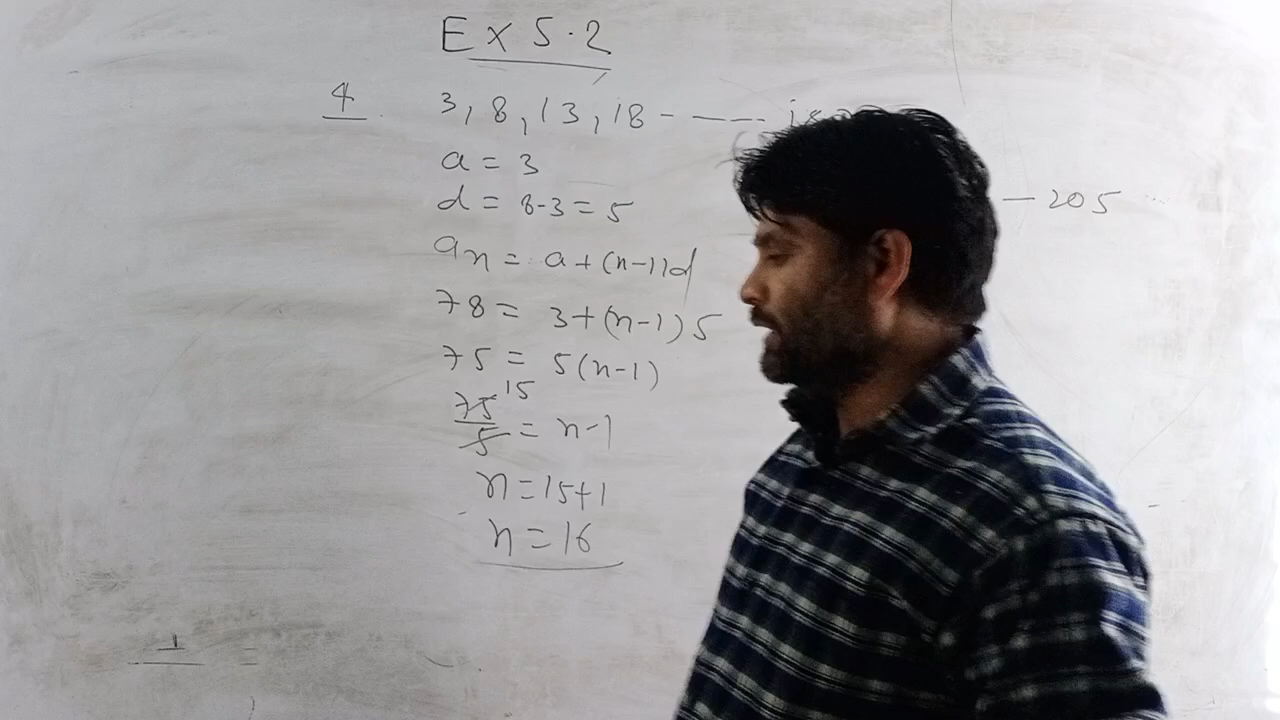 Ex 5.2
4. 3, 8, 13, 18 - ---- is
a = 3
d = 8-3 = 5
— 205
an = a + (n-1)d
78 = 3+(n-1)5
75 = 5(n-1)
75/5 15 = n-1
n = 15+1
n = 16